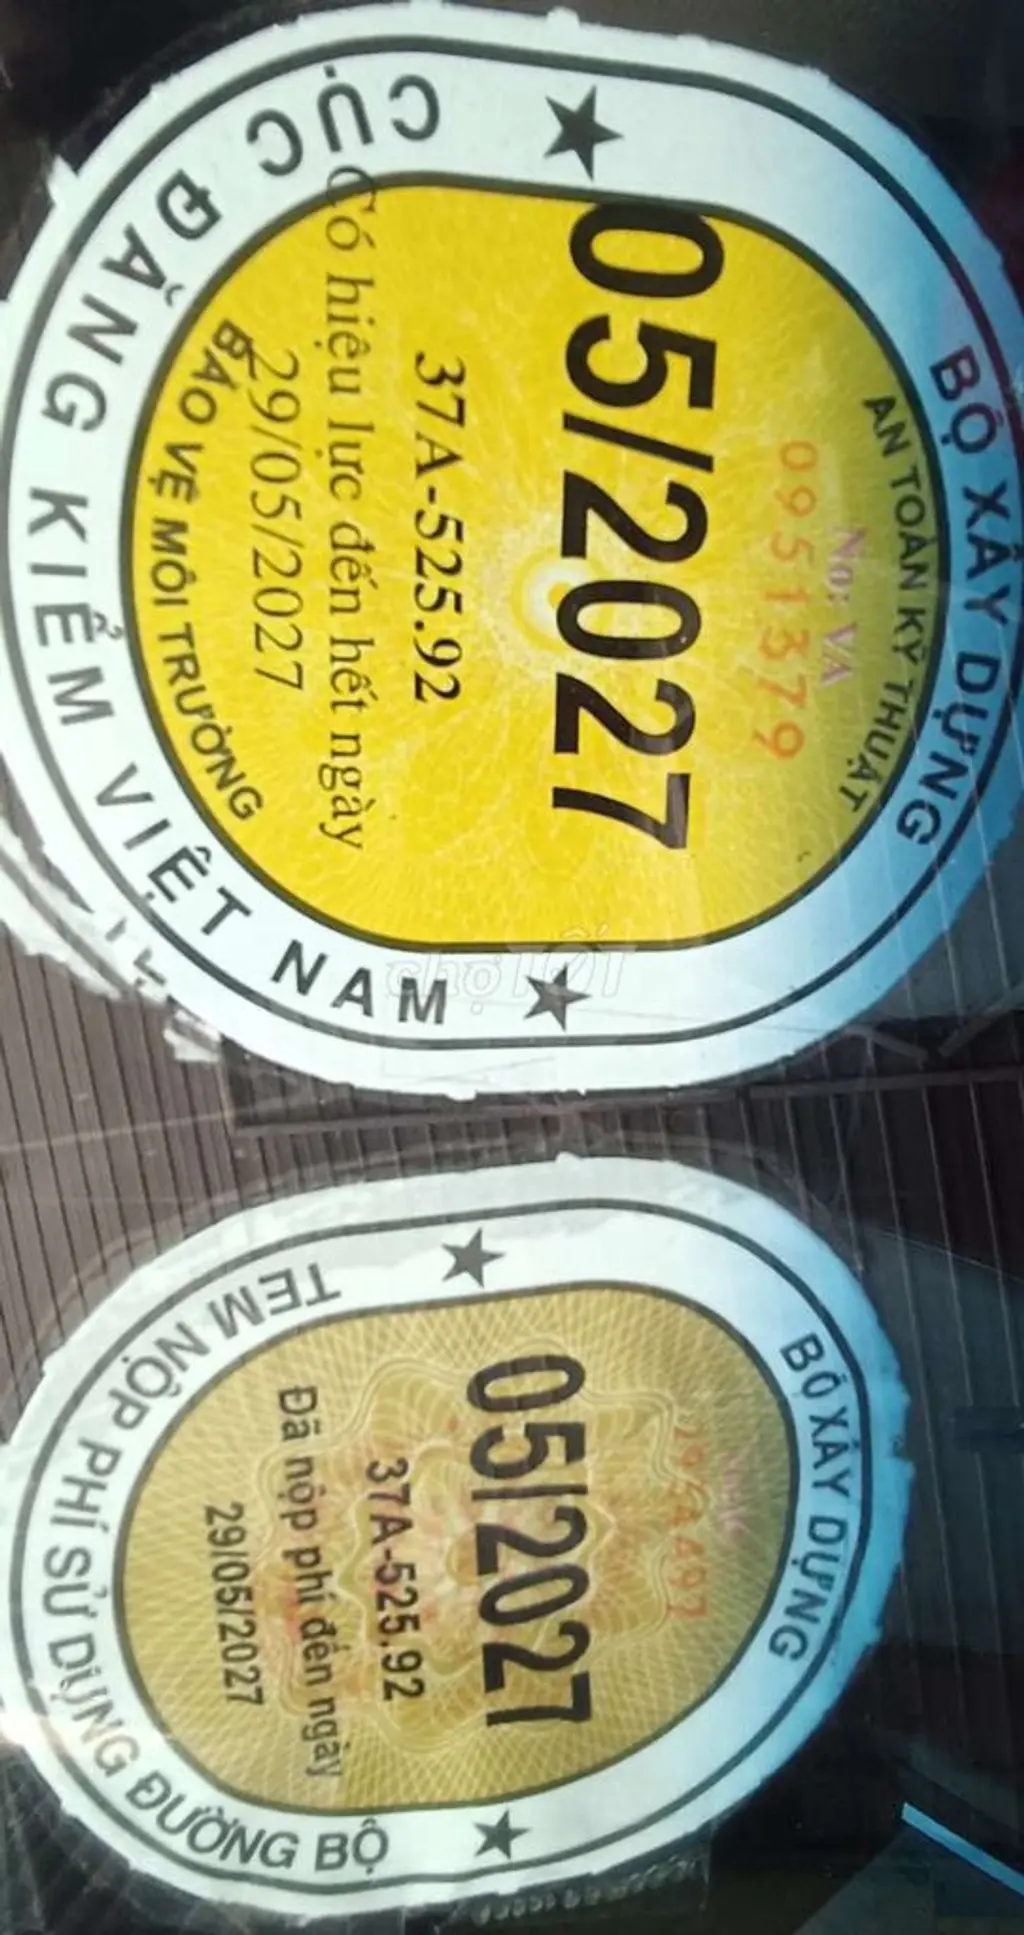 BỘ XÂY DỰNG
AN TOÀN KỸ THUẬT
No: VA
0951379
05/2027
37A-525.92
Có hiệu lực đến hết ngày
29/05/2027
BẢO VỆ MÔI TRƯỜNG
CỤC ĐĂNG KIỂM VIỆT NAM
chợTỐT
BỘ XÂY DỰNG
05/2027
37A-525.92
Đã nộp phí đến ngày
29/05/2027
TEM NỘP PHÍ SỬ DỤNG ĐƯỜNG BỘ